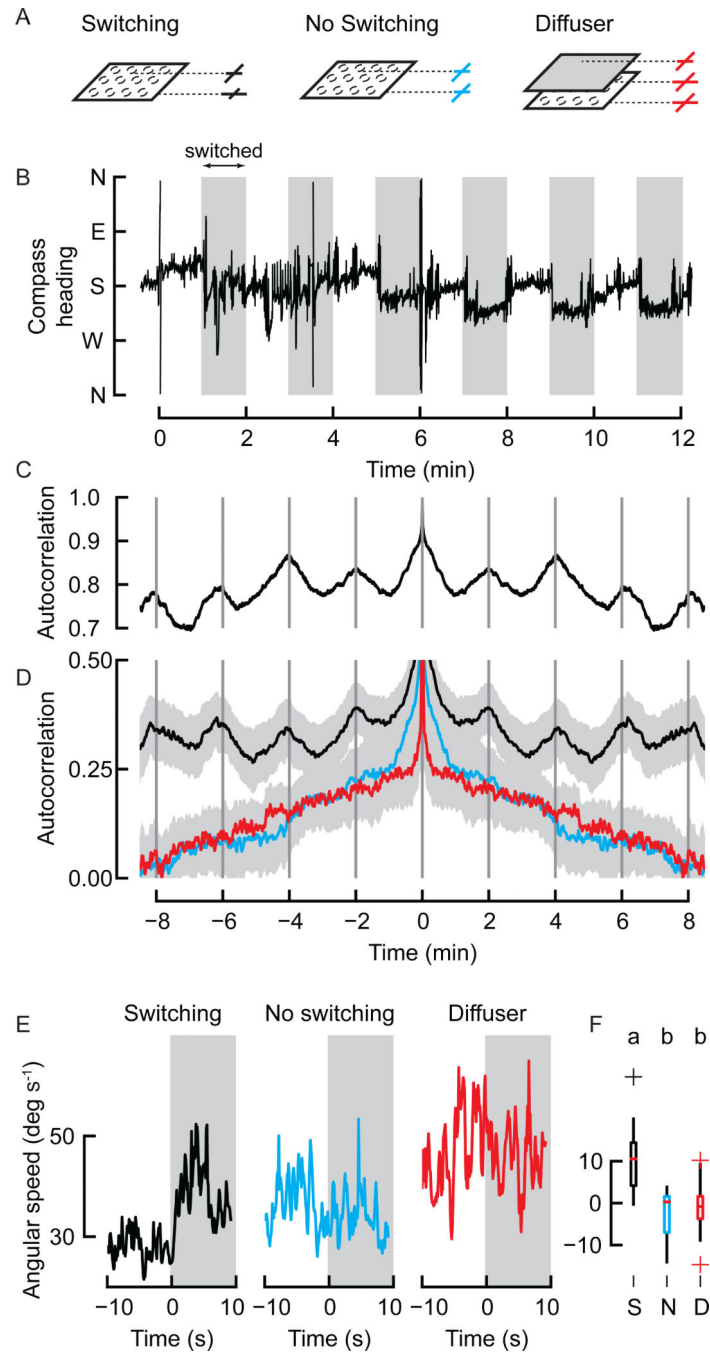 A
Switching
No Switching
Diffuser
B
switched
N
E
S
W
N
Compass
heading
0 2 4 6 8 10 12
Time (min)
C
1.0
0.9
0.8
0.7
Autocorrelation
D
0.50
0.25
0.00
Autocorrelation
−8 −6 −4 −2 0 2 4 6 8
Time (min)
E
Switching
No switching
Diffuser
50
30
Angular speed (deg s⁻¹)
−10 0 10
Time (s)
−10 0 10
Time (s)
−10 0 10
Time (s)
F
a b b
10
0
−10
S N D